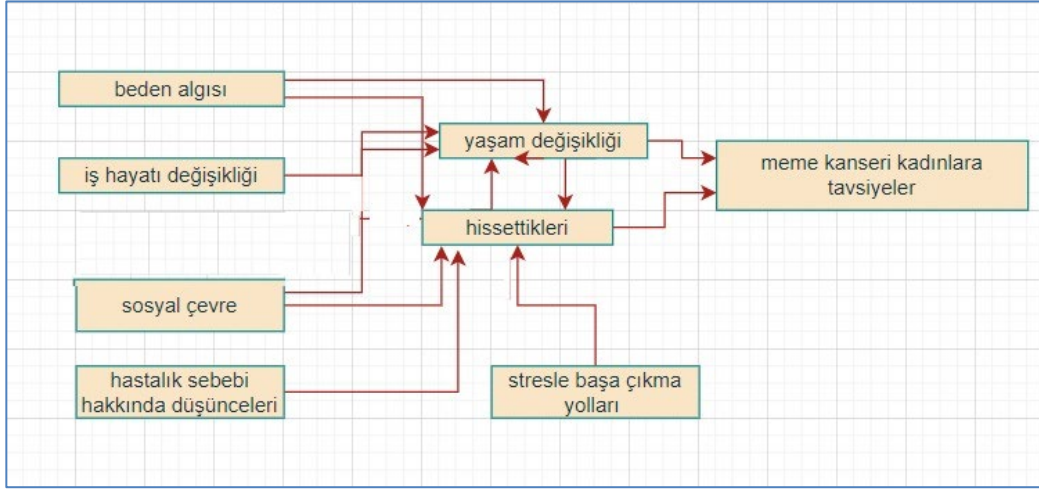 beden algısı
yaşam değişikliği
iş hayatı değişikliği
meme kanseri kadınlara
tavsiyeler
hissettikleri
sosyal çevre
hastalık sebebi
hakkında düşünceleri
stresle başa çıkma
yolları